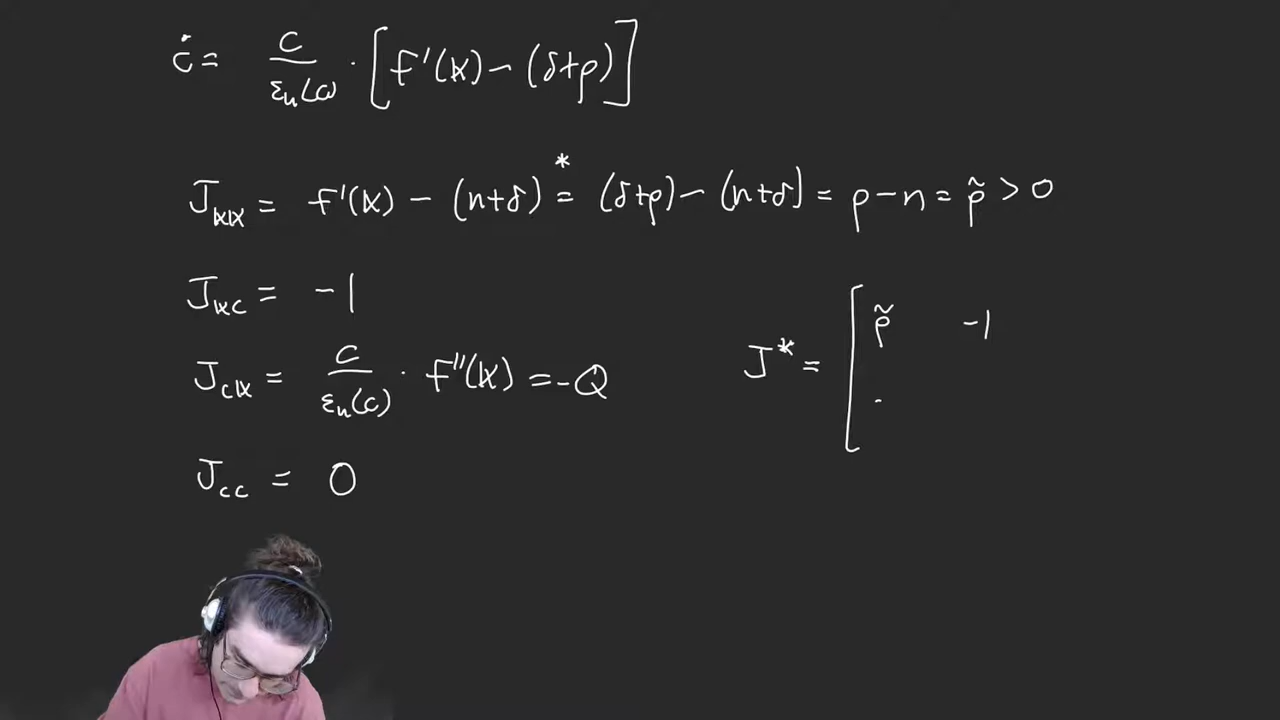 ċ = c / ε_u(c) · [f'(k) − (δ+ρ)]
J_kk = f'(k) − (n+δ) =* (δ+ρ) − (n+δ) = ρ − n = ρ̃ > 0
J_kc = −1
J_ck = c / ε_u(c) · f''(k) = −Q
J* = [ ρ̃ −1
J_cc = 0